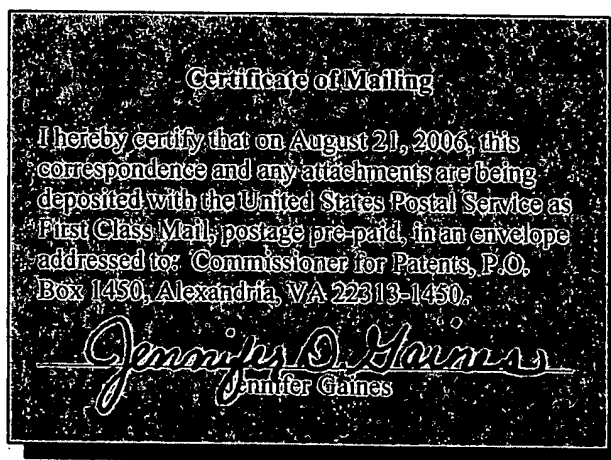 Certificate of Mailing
I hereby certify that on August 21, 2006, this
correspondence and any attachments are being
deposited with the United States Postal Service as
First Class Mail, postage pre-paid, in an envelope
addressed to: Commissioner for Patents, P.O.
Box 1450, Alexandria, VA 22313-1450.
Jennifer D. Gaines
Jennifer Gaines